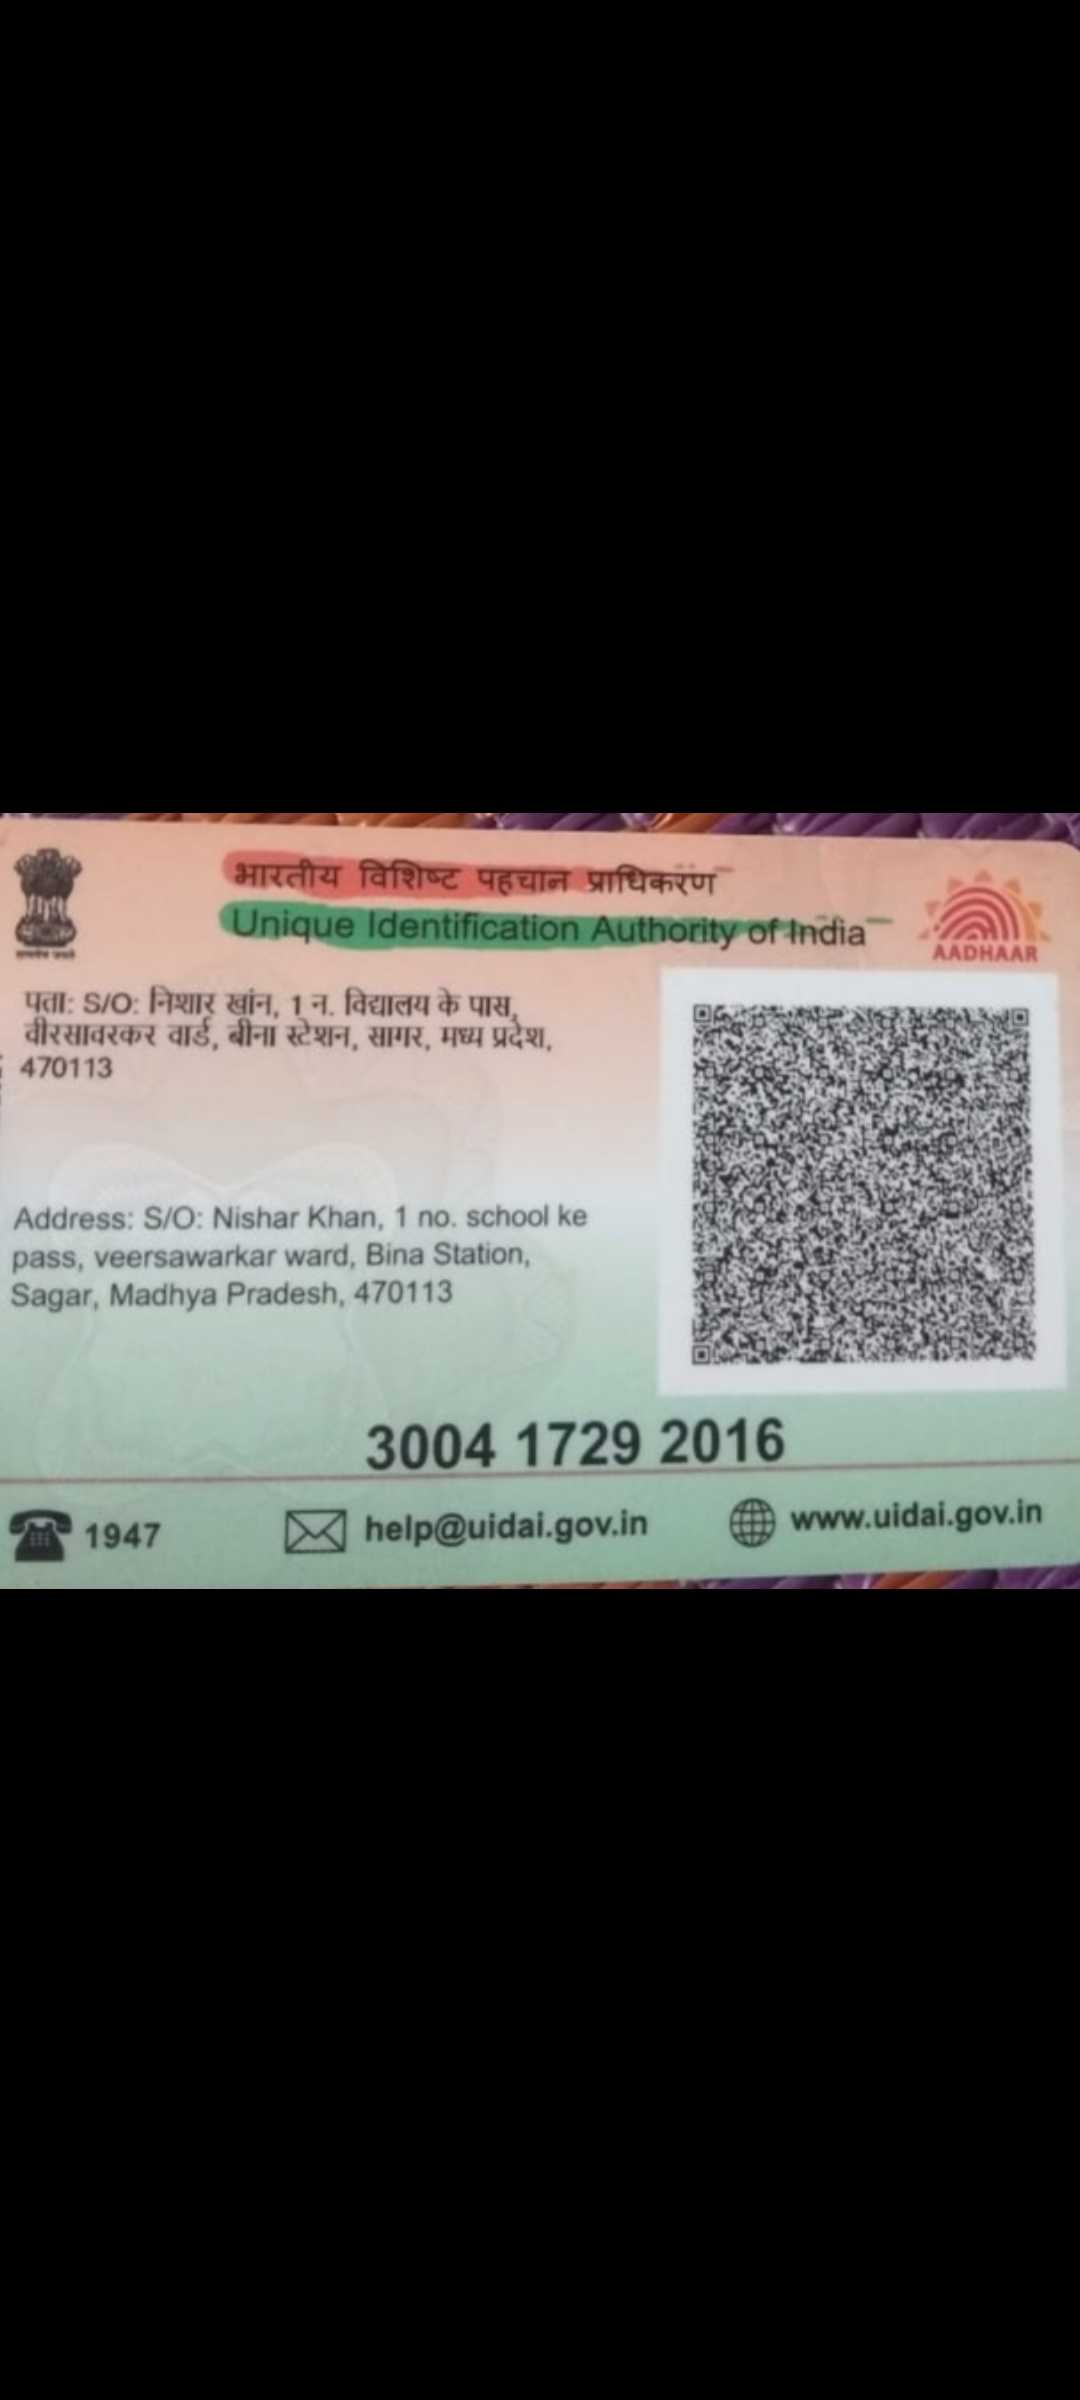 भारतीय विशिष्ट पहचान प्राधिकरण
Unique Identification Authority of India
AADHAAR
पता: S/O: निशार खांन, 1 न. विद्यालय के पास,
वीरसावरकर वार्ड, बीना स्टेशन, सागर, मध्य प्रदेश,
470113
Address: S/O: Nishar Khan, 1 no. school ke
pass, veersawarkar ward, Bina Station,
Sagar, Madhya Pradesh, 470113
3004 1729 2016
1947 help@uidai.gov.in www.uidai.gov.in